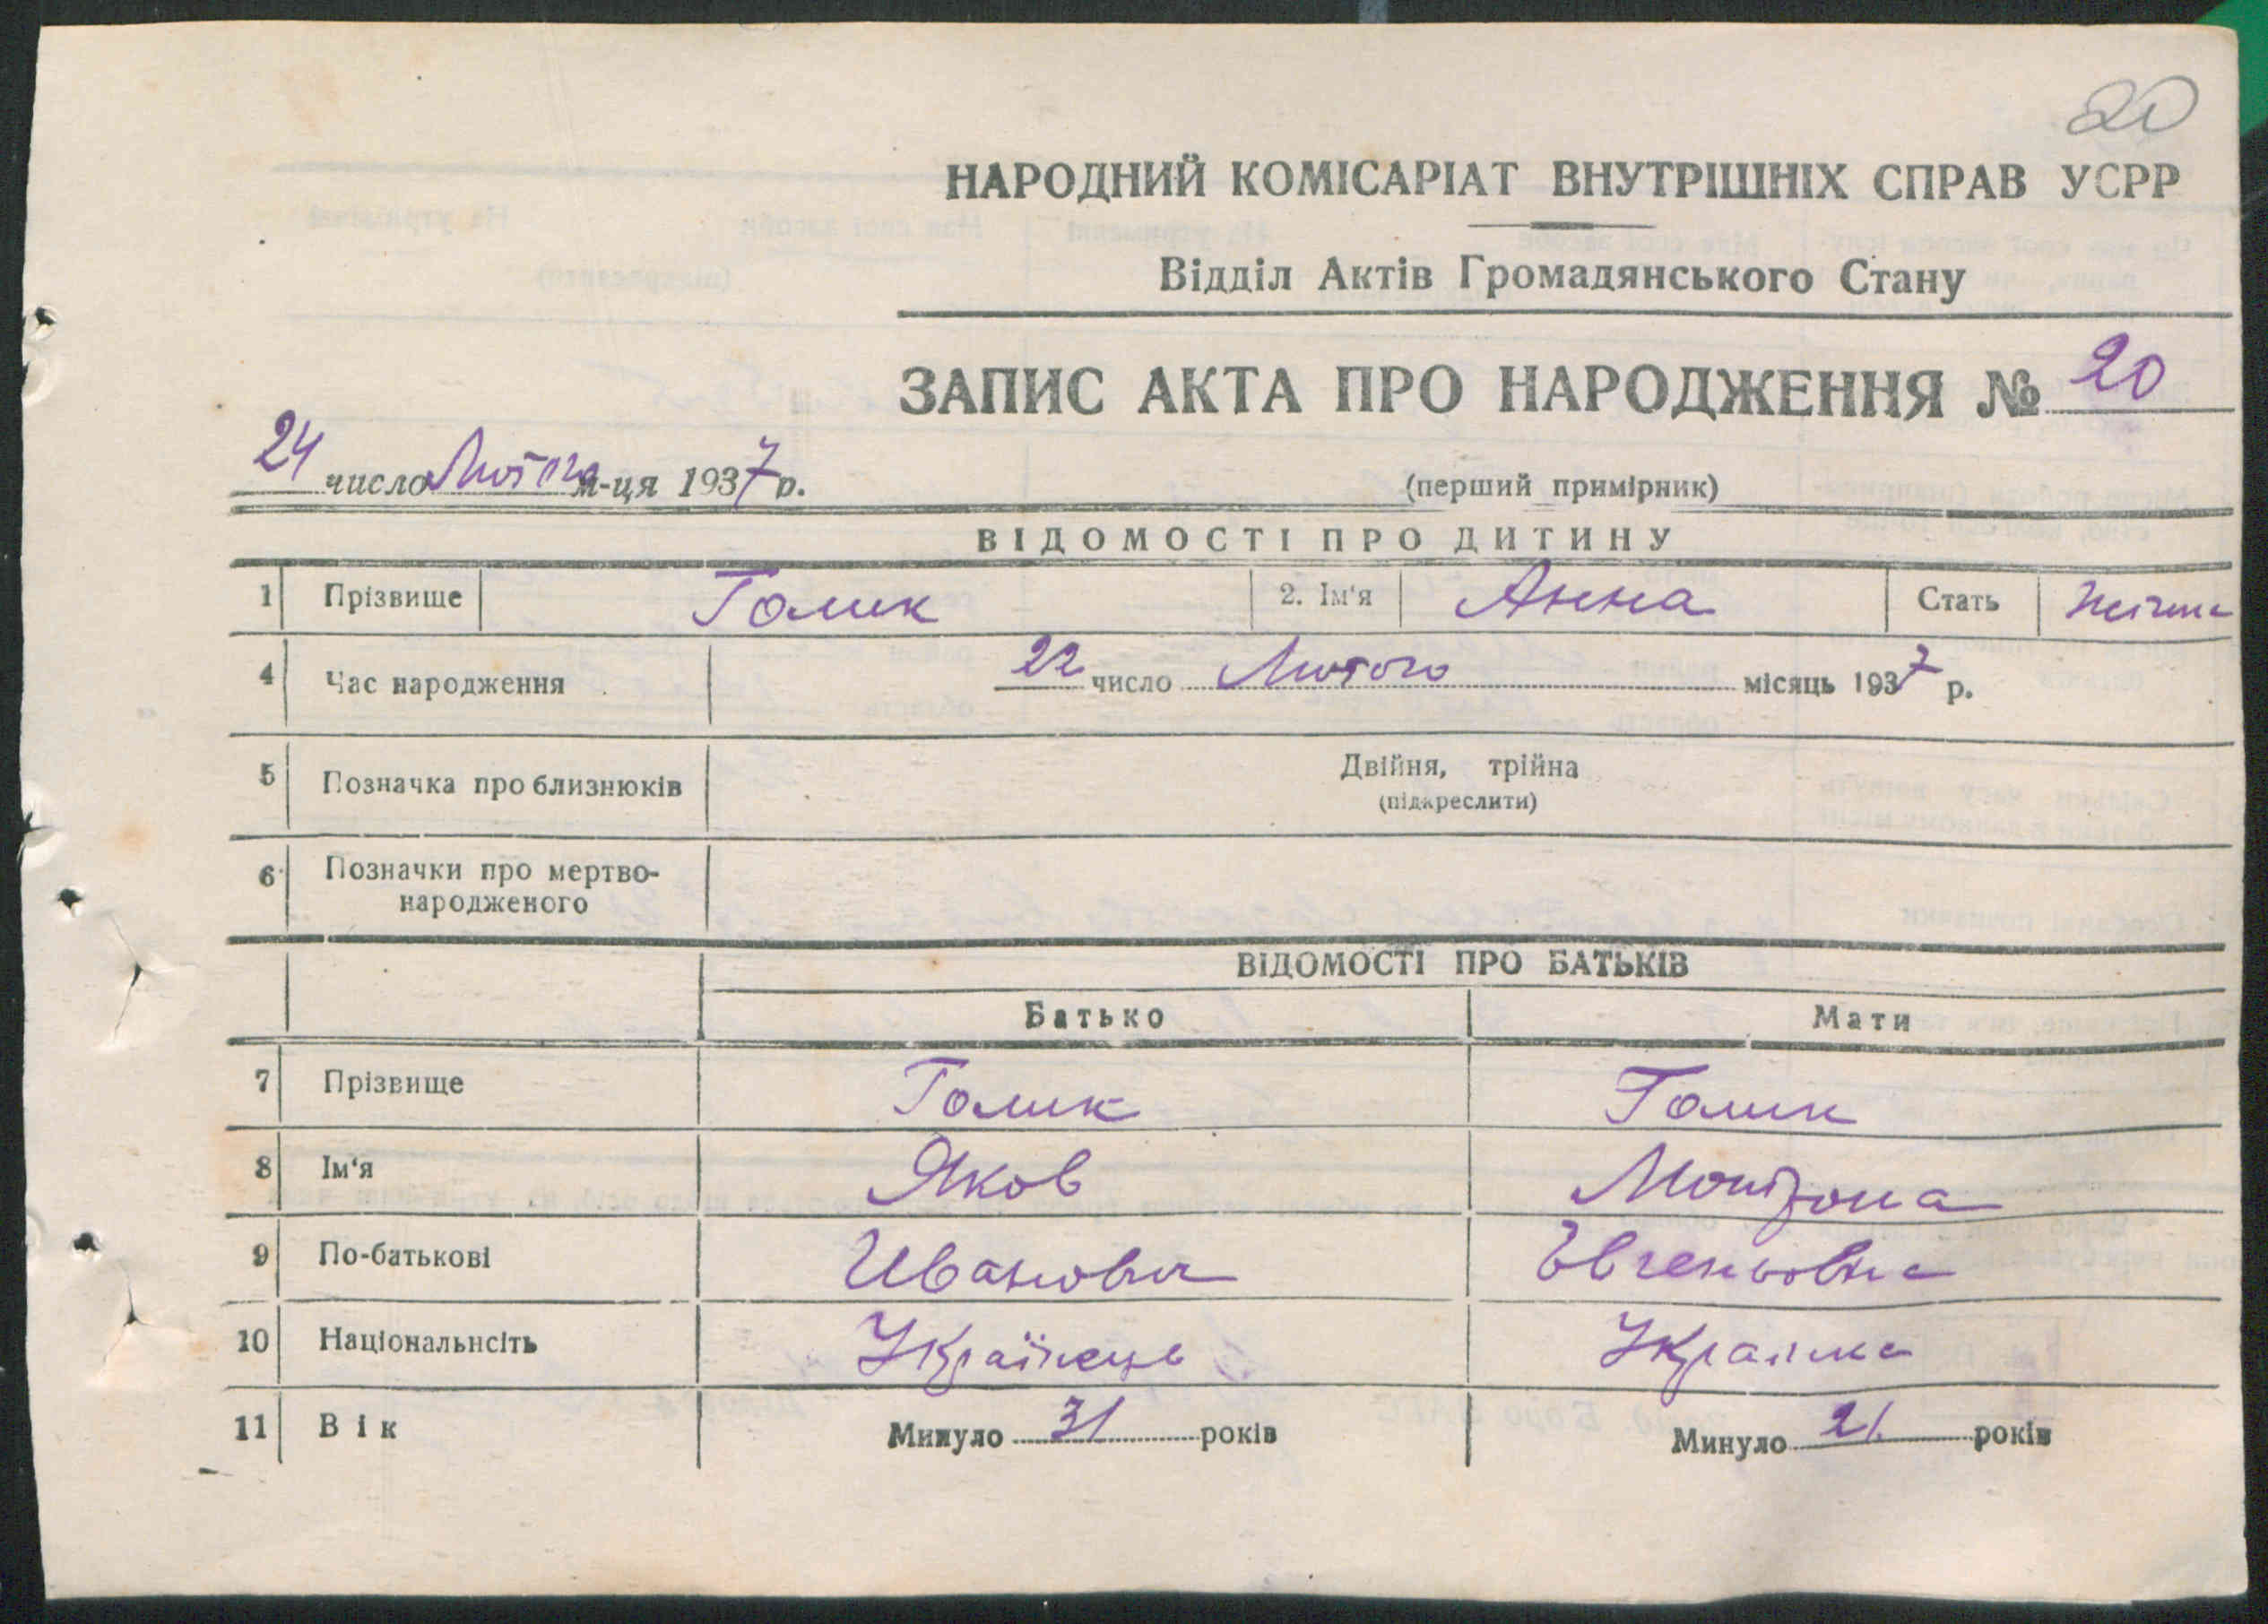 20
НАРОДНИЙ КОМІСАРІАТ ВНУТРІШНІХ СПРАВ УСРР
Відділ Актів Громадянського Стану
ЗАПИС АКТА ПРО НАРОДЖЕННЯ № 20
24 число Лютого м-ця 1937 р.
(перший примірник)
ВІДОМОСТІ ПРО ДИТИНУ
1 Прізвище Голик 2. Ім'я Анна Стать Жіноча
4 Час народження 22 число Лютого місяць 1937 р.
5 Позначка про близнюків Двійня, трійна
(підкреслити)
6 Позначки про мертво-
народженого
ВІДОМОСТІ ПРО БАТЬКІВ
Батько Мати
7 Прізвище Голик Голик
8 Ім'я Яков
9 По-батькові Иванович Євгеньовна
10 Національнсіть Українець Українка
11 Вік Минуло 31 років Минуло 21 років